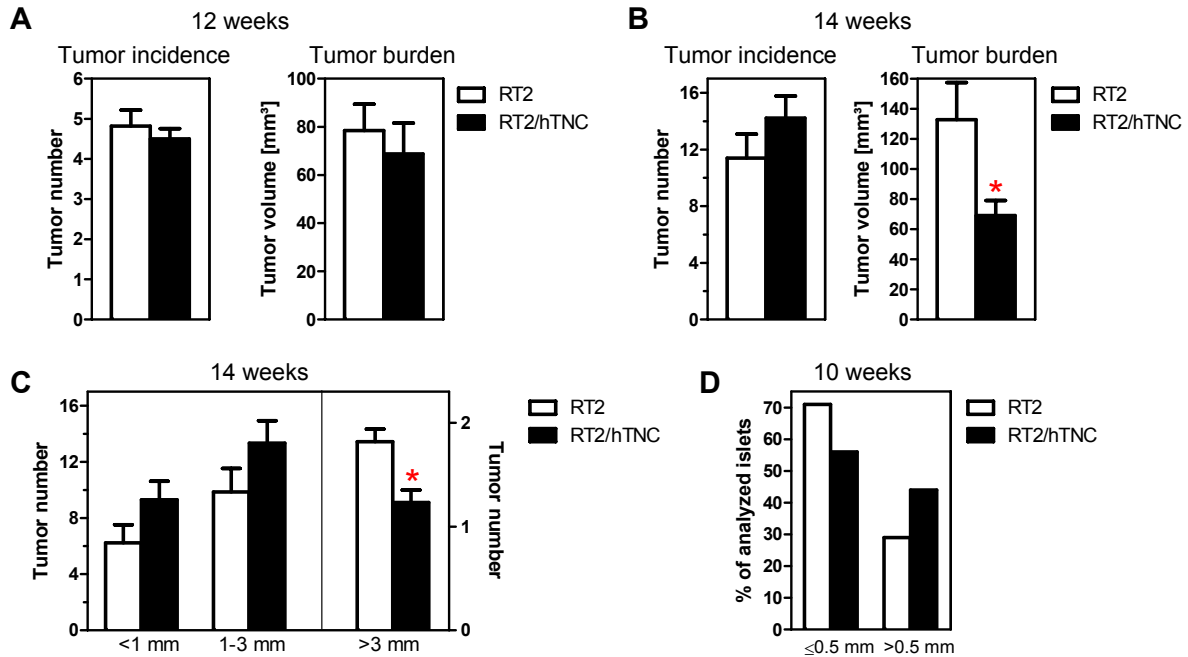 A
12 weeks
Tumor incidence
Tumor burden
Tumor number
6
5
4
3
2
1
0
Tumor volume [mm³]
100
80
60
40
20
0
RT2
RT2/hTNC
B
14 weeks
Tumor incidence
Tumor burden
Tumor number
16
12
8
4
0
Tumor volume [mm³]
160
140
120
100
80
60
40
20
0
*
RT2
RT2/hTNC
C
14 weeks
Tumor number
16
12
8
4
0
<1 mm
1-3 mm
>3 mm
*
2
1
0
Tumor number
RT2
RT2/hTNC
D
10 weeks
% of analyzed islets
70
60
50
40
30
20
10
0
≤0.5 mm
>0.5 mm
RT2
RT2/hTNC